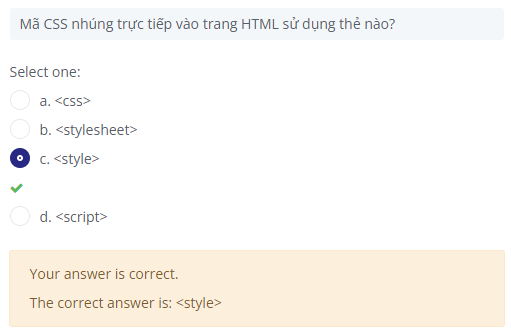 Mã CSS nhúng trực tiếp vào trang HTML sử dụng thẻ nào?
Select one:
a. <css>
b. <stylesheet>
c. <style>
d. <script>
Your answer is correct.
The correct answer is: <style>